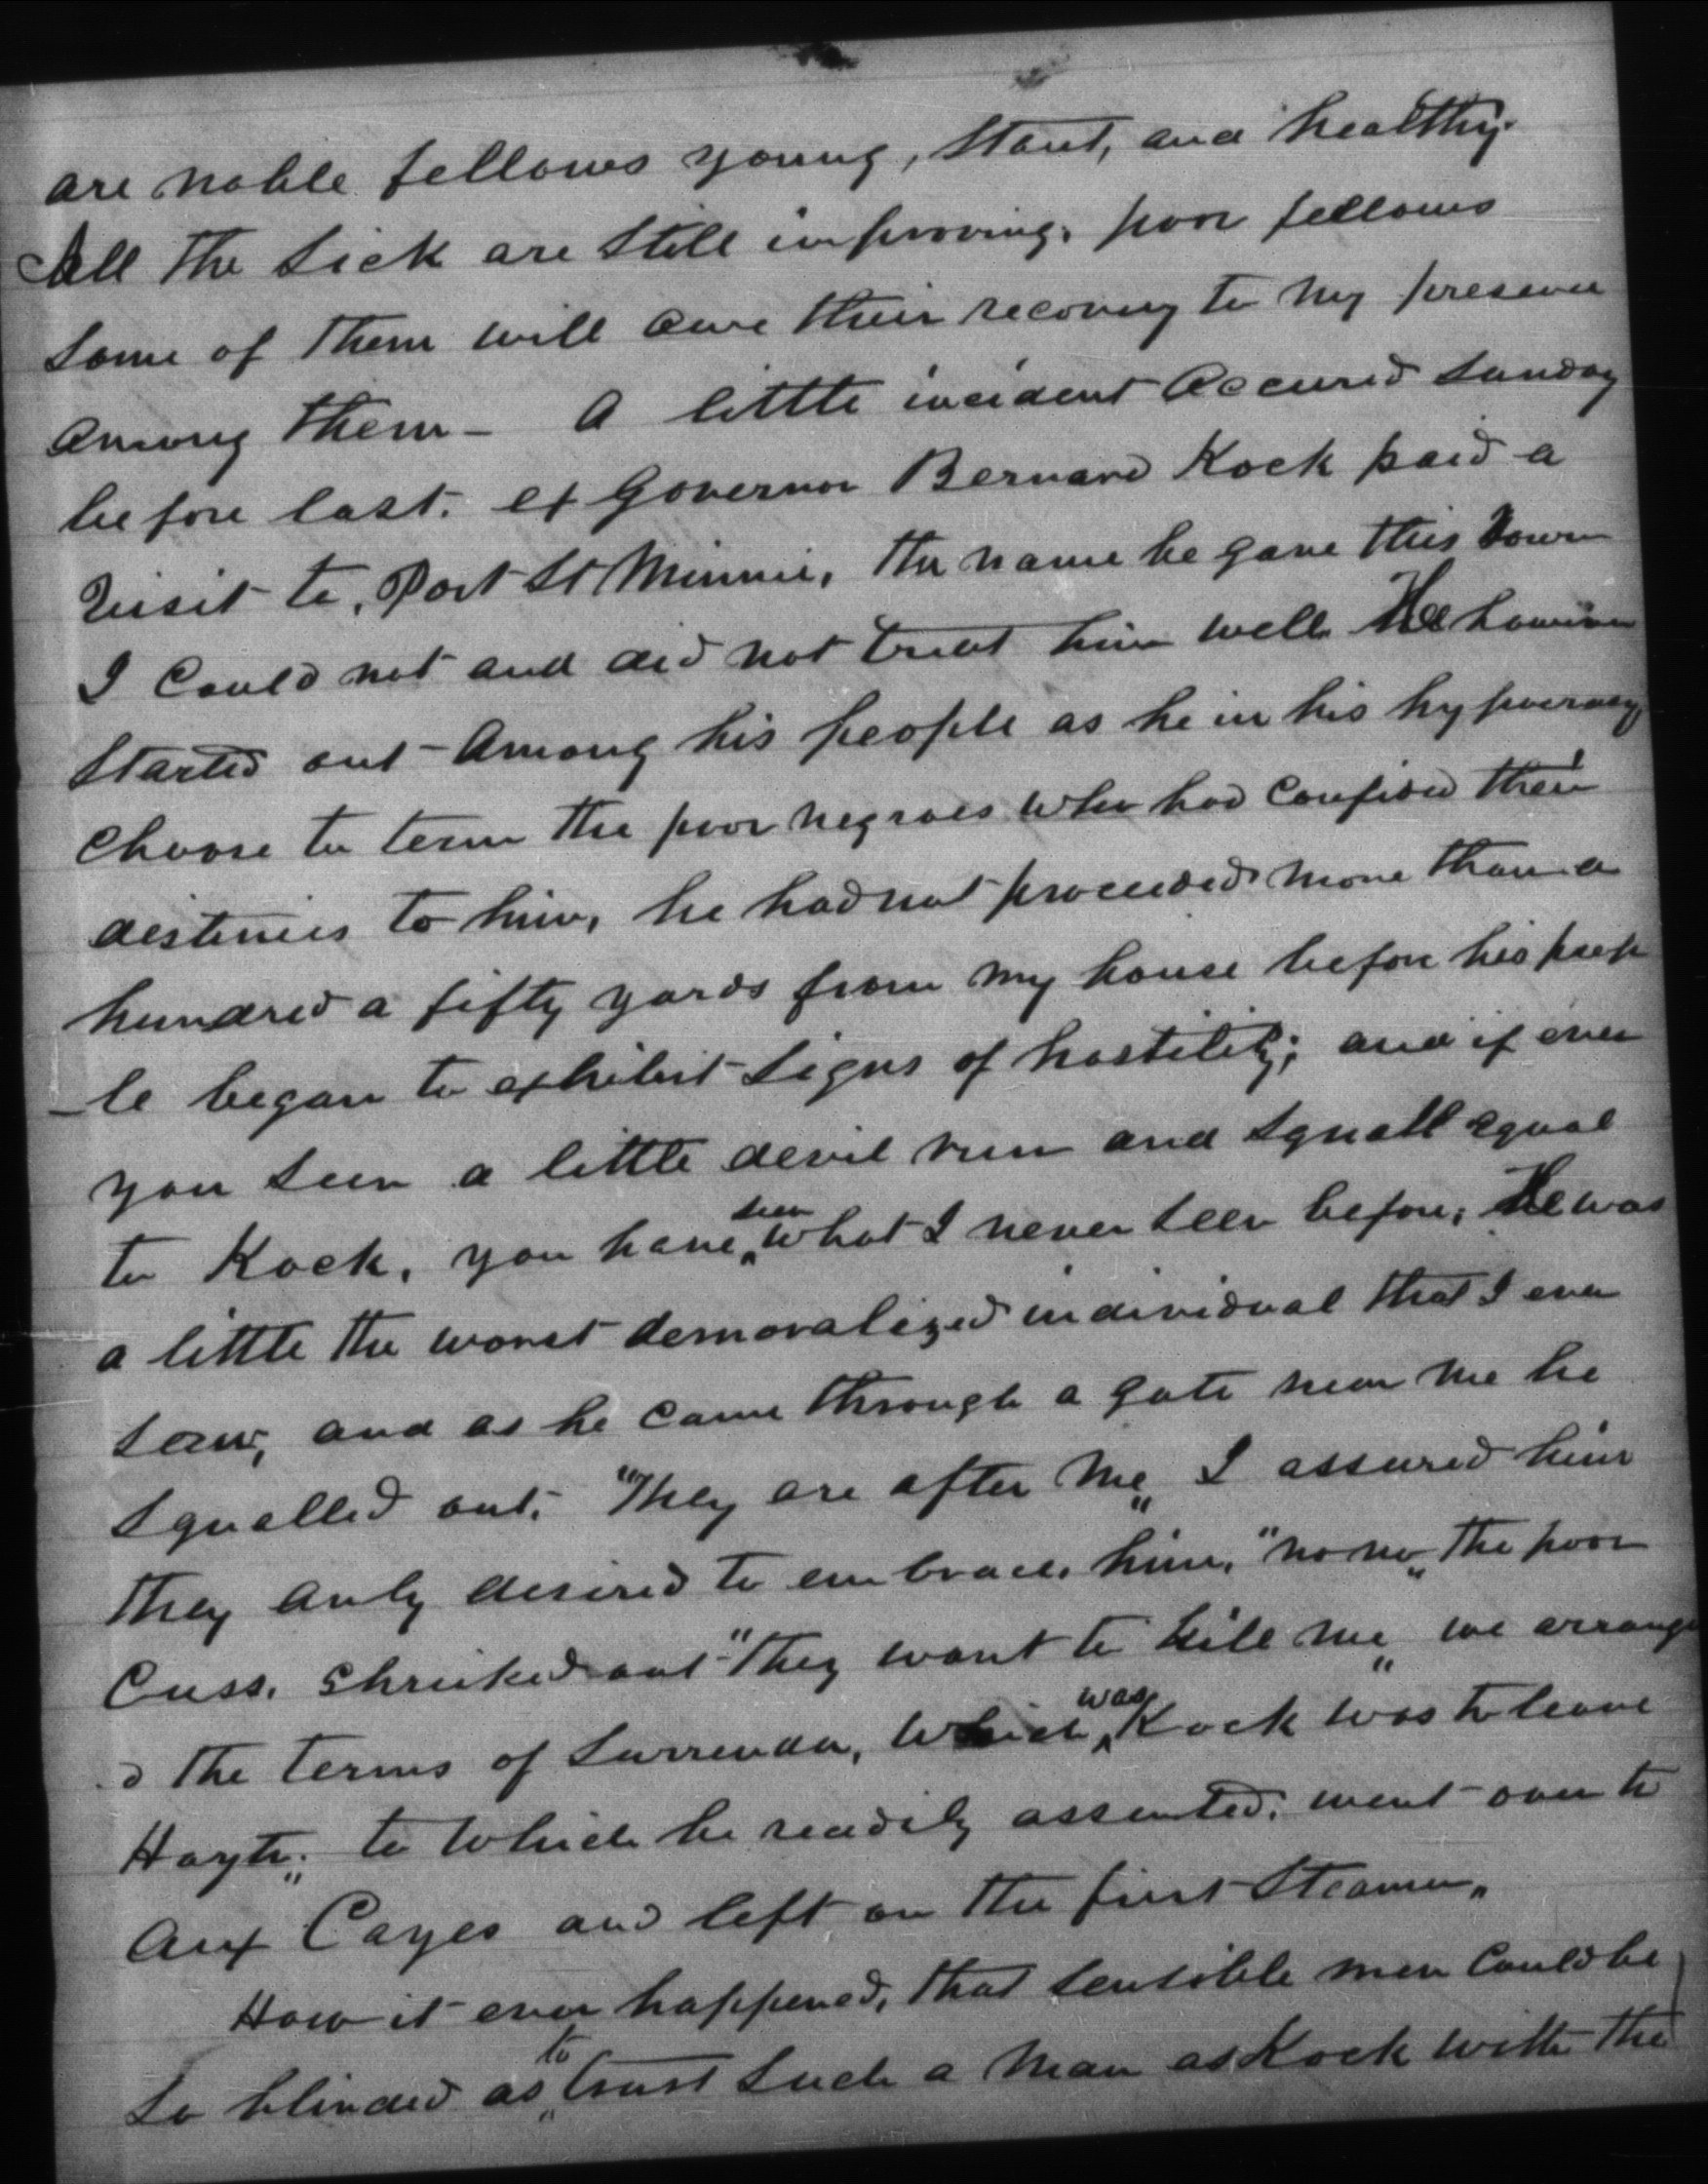 are noble fellows young, Stout, and healthy.
All the Sick are Still improving. poor fellows
Some of Them will owe their recovery to my presence
Among them— A little incident Occured Sunday
before last. ex Governor Bernard Kock paid a
Visit to, Port St Minnie, the name he gave this Town
I Could not and did not treat him well. He however
Started out Among his people as he in his hypocracy,
Choose to term the poor negroes who had Confided their
destinies to him, he had not proceeded more than a
hundred a fifty yards from my house before his peop
—le began to exhibit Signs of hostility; and if ever
you Seen a little devil run and Squall equal
to Kock, you have seen what I never Seen before; He was
a little the worst demoralized individual that I ever
Saw, and as he Came through a gate near me he
Squalled out. "They are after me„ I assured him
They Only desired to embrace, him, "no no„ the poor
Cuss. Shrieked out "They want to kill me„ we arrange
d the terms of Surrender, which was Kock was to leave
Hayti„ to which he readily assented. went over to
Aux Cayes and left on the first Steamer„
How it ever happened, that Sensible men Could be
So blinded as to trust Such a man as Kock with the